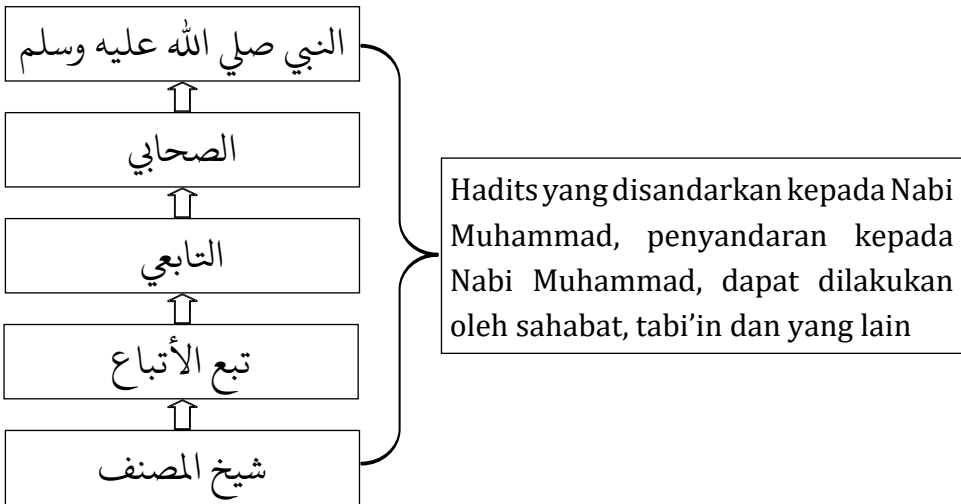 النبي صلي الله عليه وسلم
الصحابي
التابعي
تبع الأتباع
شيخ المصنف
Hadits yang disandarkan kepada Nabi
Muhammad, penyandaran kepada
Nabi Muhammad, dapat dilakukan
oleh sahabat, tabi’in dan yang lain